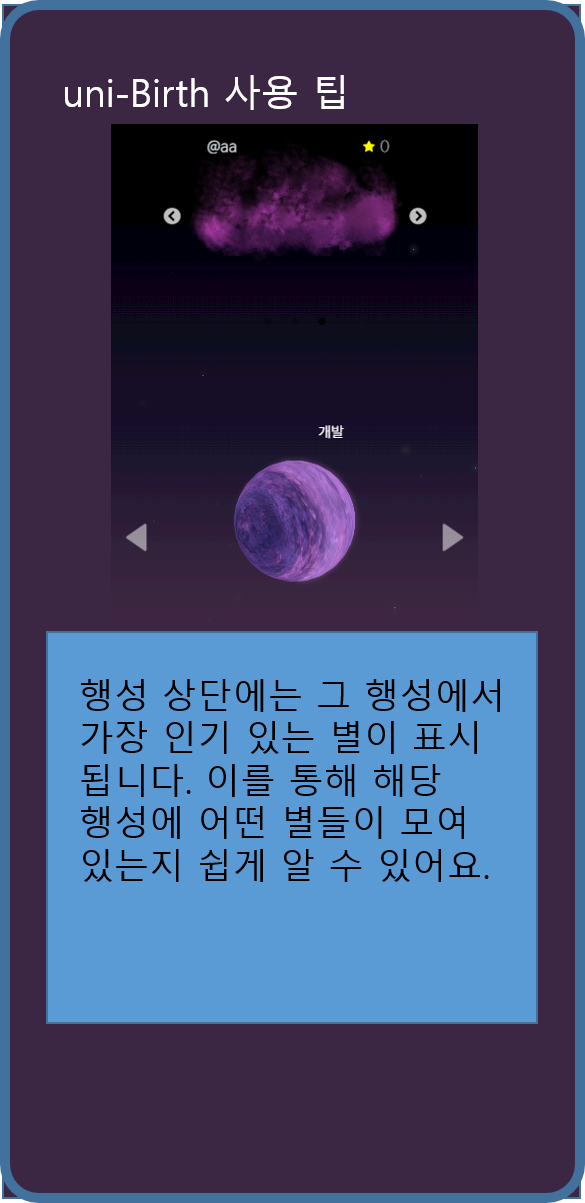 uni-Birth 사용 팁
@aa
0
개발
행성 상단에는 그 행성에서
가장 인기 있는 별이 표시
됩니다. 이를 통해 해당
행성에 어떤 별들이 모여
있는지 쉽게 알 수 있어요.